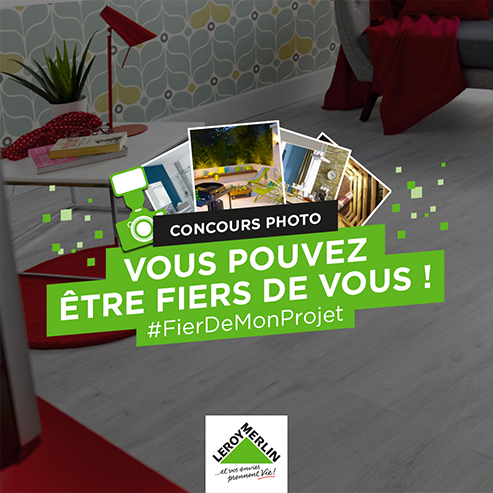 CONCOURS PHOTO
VOUS POUVEZ
ÊTRE FIERS DE VOUS !
#FierDeMonProjet
LEROY MERLIN
...et vos envies
prennent Vie !